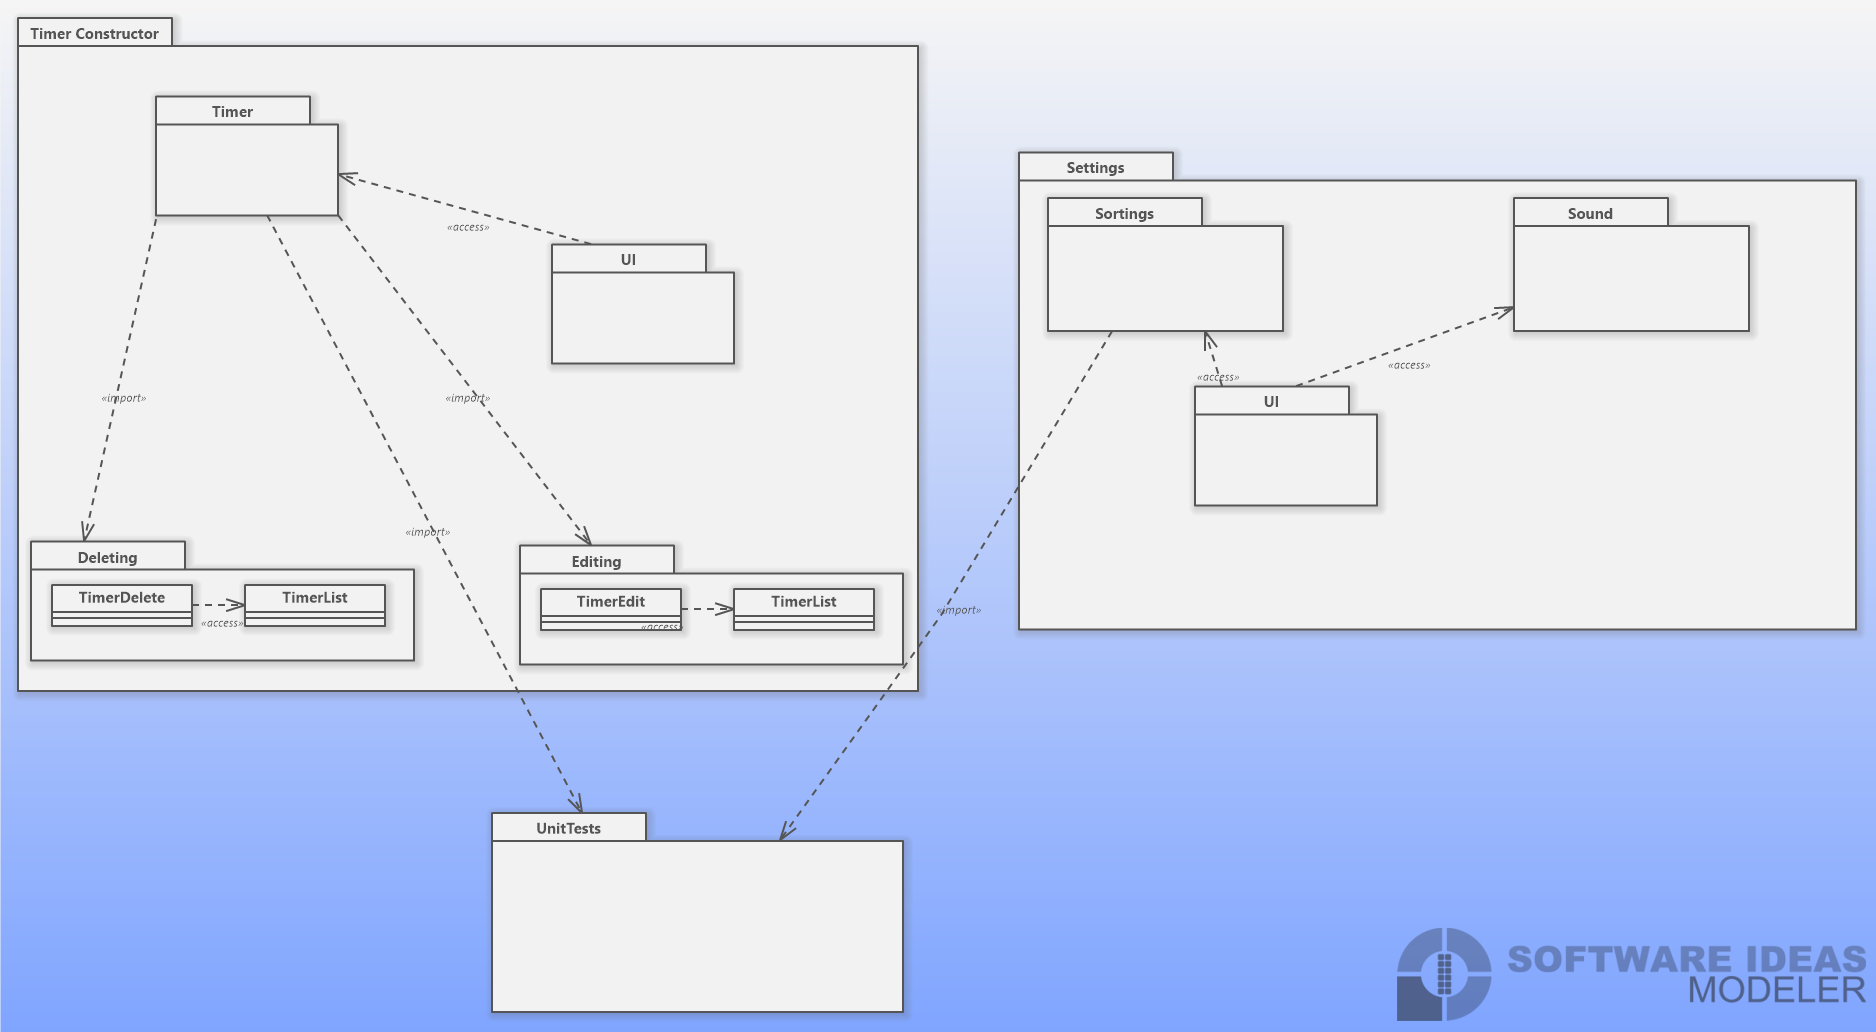 Timer Constructor
Timer
«access»
UI
«import»
«import»
«import»
Deleting
TimerDelete
TimerList
«access»
Editing
TimerEdit
TimerList
«access»
Settings
Sortings
Sound
«access»
«access»
UI
«import»
UnitTests
SOFTWARE IDEAS
MODELER